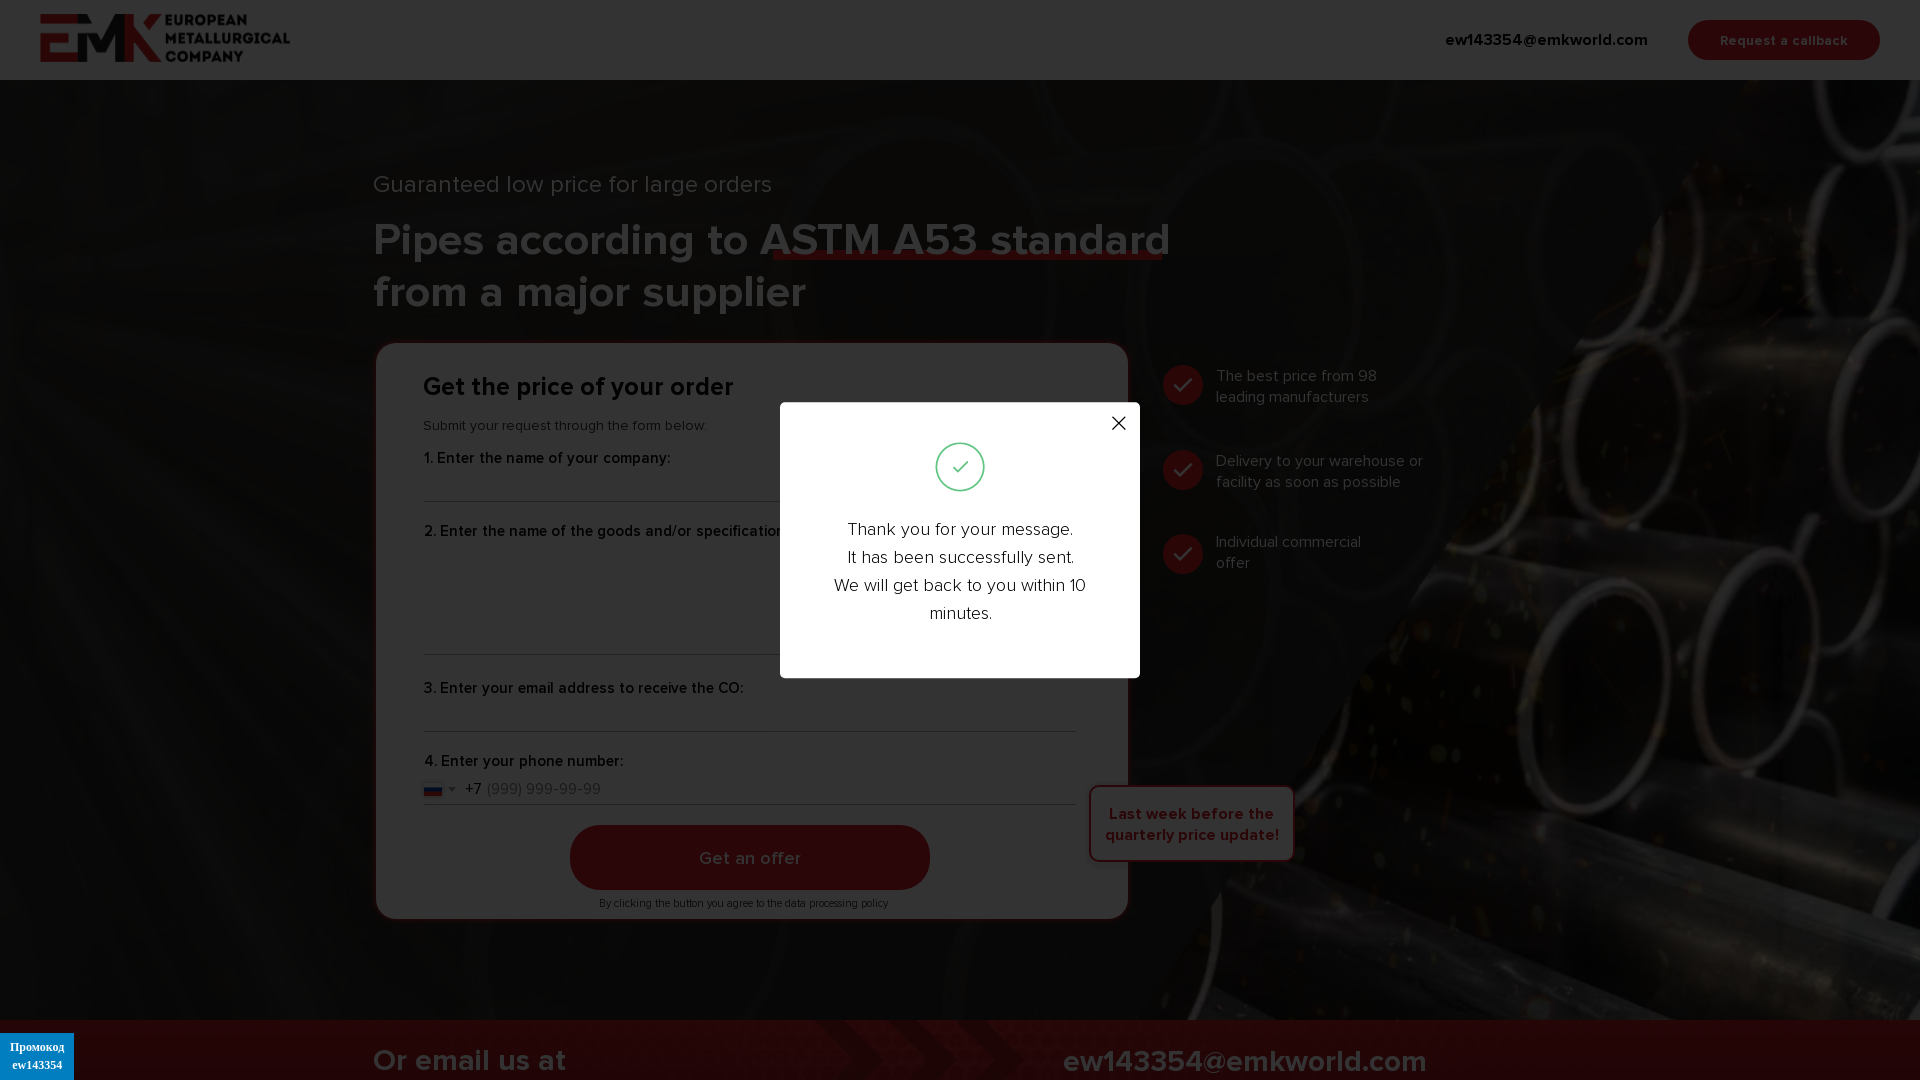 EUROPEAN
METALLURGICAL
COMPANY
EMK
ew143354@emkworld.com
Request a callback
Guaranteed low price for large orders
Pipes according to ASTM A53 standard
from a major supplier
Get the price of your order
Submit your request through the form below:
1. Enter the name of your company:
2. Enter the name of the goods and/or specification
3. Enter your email address to receive the CO:
4. Enter your phone number:
+7 (999) 999-99-99
Get an offer
By clicking the button you agree to the data processing policy
The best price from 98
leading manufacturers
Delivery to your warehouse or
facility as soon as possible
Individual commercial
offer
Last week before the
quarterly price update!
Thank you for your message.
It has been successfully sent.
We will get back to you within 10
minutes.
Or email us at
ew143354@emkworld.com
Промокод
ew143354